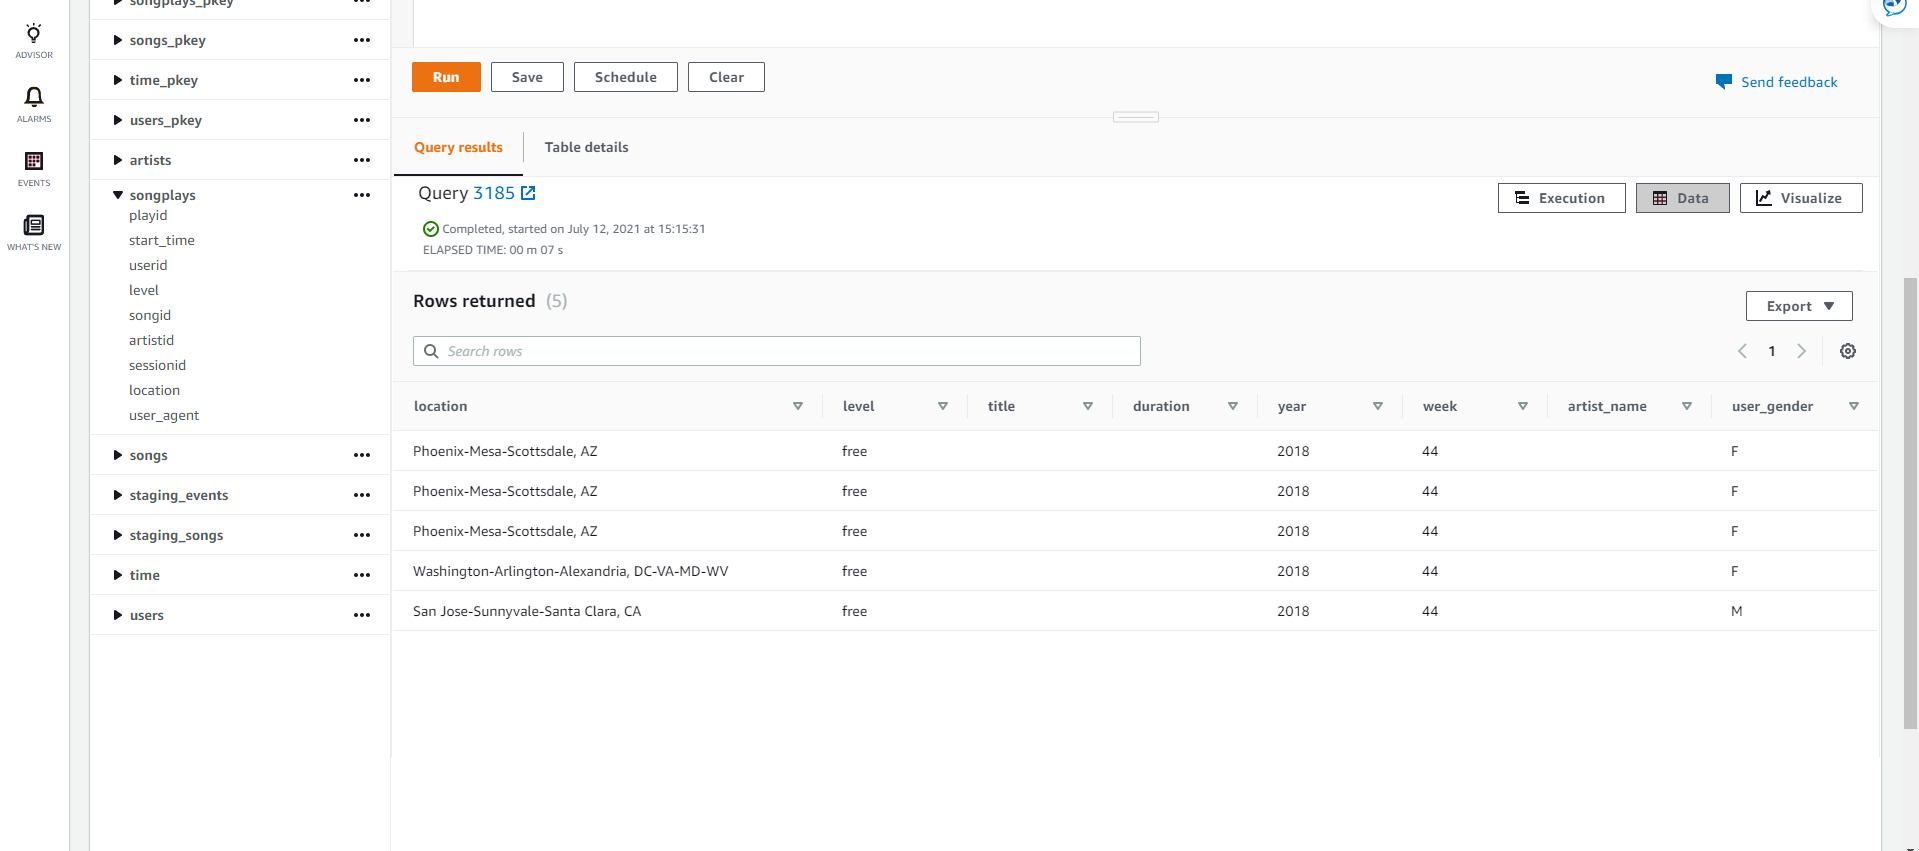 ADVISOR
ALARMS
EVENTS
WHAT'S NEW
songplays_pkey
songs_pkey
time_pkey
users_pkey
artists
songplays
playid
start_time
userid
level
songid
artistid
sessionid
location
user_agent
songs
staging_events
staging_songs
time
users
Run Save Schedule Clear
Send feedback
Query results Table details
Query 3185
Execution Data Visualize
Completed, started on July 12, 2021 at 15:15:31
ELAPSED TIME: 00 m 07 s
Rows returned (5)
Export
Search rows
1
location level title duration year week artist_name user_gender
Phoenix-Mesa-Scottsdale, AZ free 2018 44 F
Phoenix-Mesa-Scottsdale, AZ free 2018 44 F
Phoenix-Mesa-Scottsdale, AZ free 2018 44 F
Washington-Arlington-Alexandria, DC-VA-MD-WV free 2018 44 F
San Jose-Sunnyvale-Santa Clara, CA free 2018 44 M